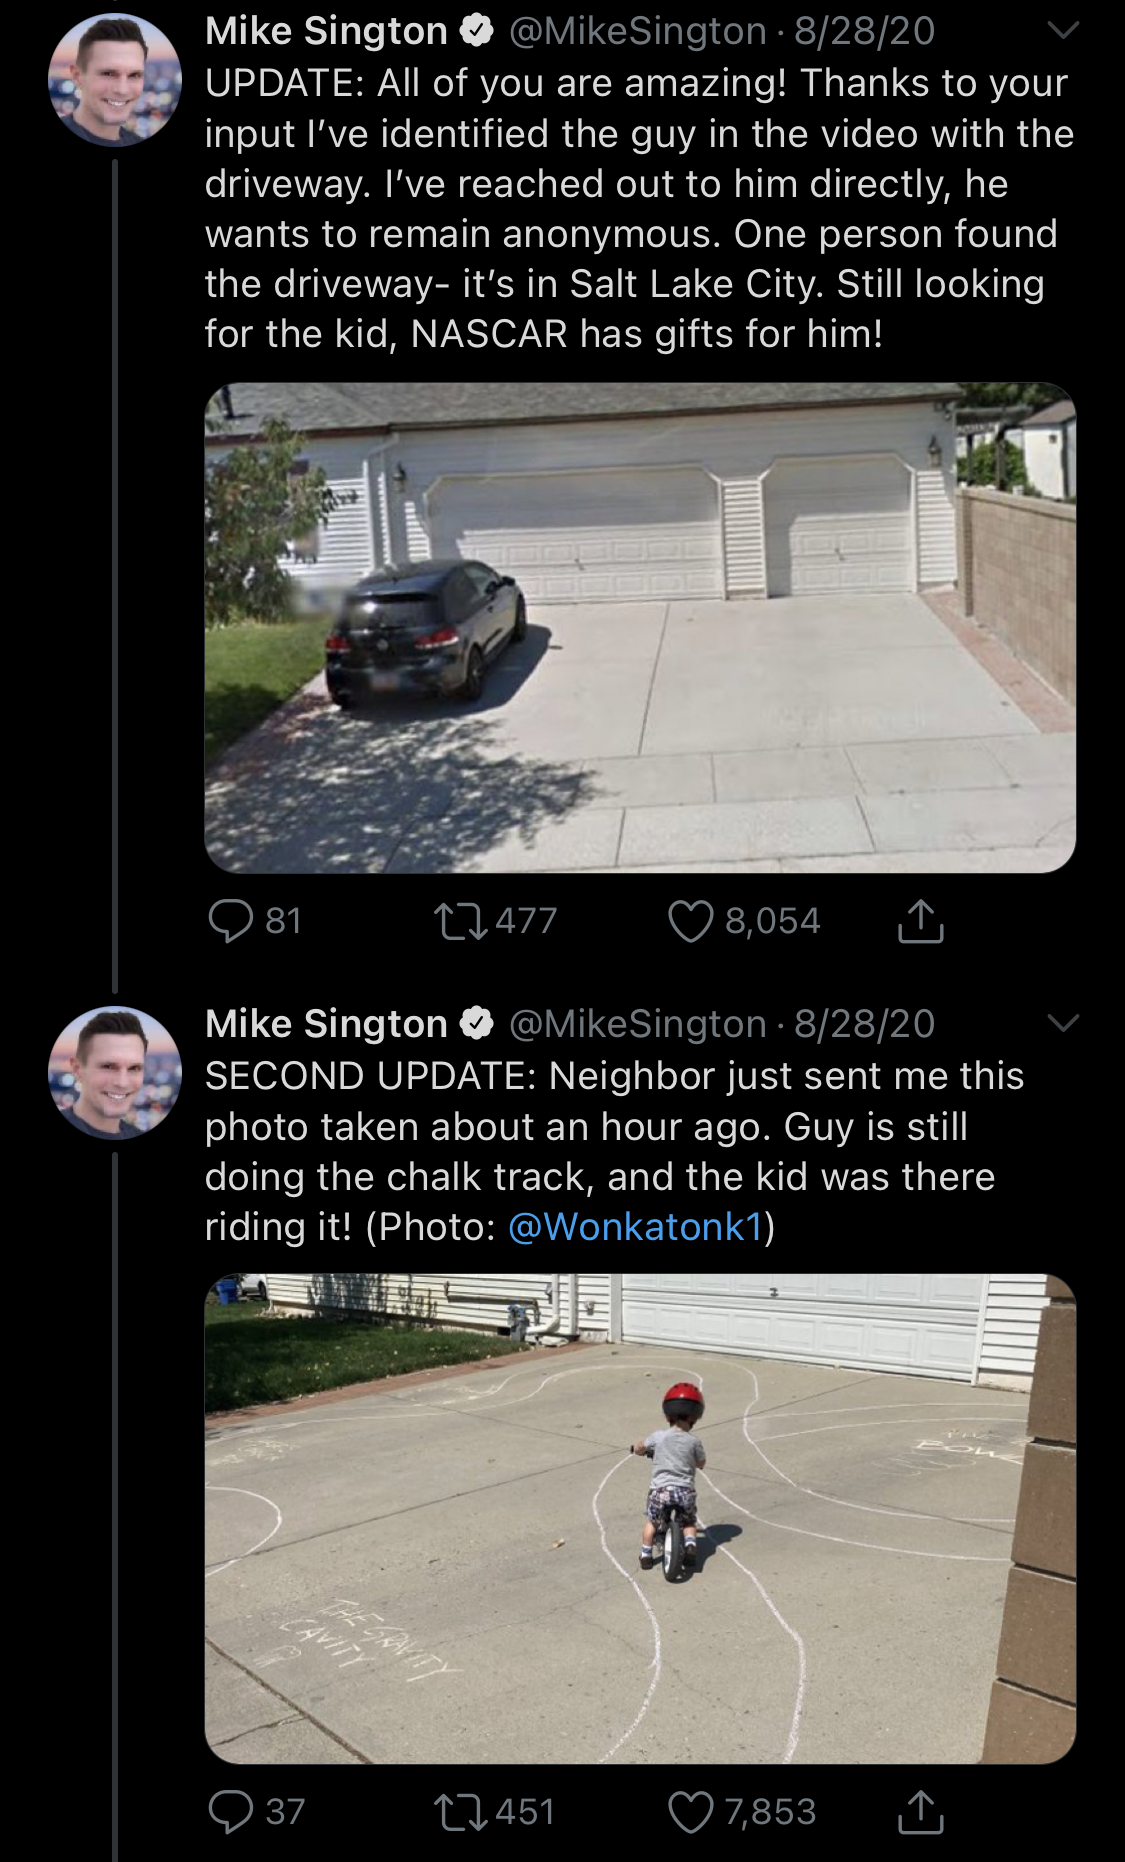 Mike Sington @MikeSington · 8/28/20
UPDATE: All of you are amazing! Thanks to your
input I’ve identified the guy in the video with the
driveway. I’ve reached out to him directly, he
wants to remain anonymous. One person found
the driveway- it’s in Salt Lake City. Still looking
for the kid, NASCAR has gifts for him!
81 477 8,054
Mike Sington @MikeSington · 8/28/20
SECOND UPDATE: Neighbor just sent me this
photo taken about an hour ago. Guy is still
doing the chalk track, and the kid was there
riding it! (Photo: @Wonkatonk1)
THE
BOWL
THE GRAVITY
CAVITY
37 451 7,853